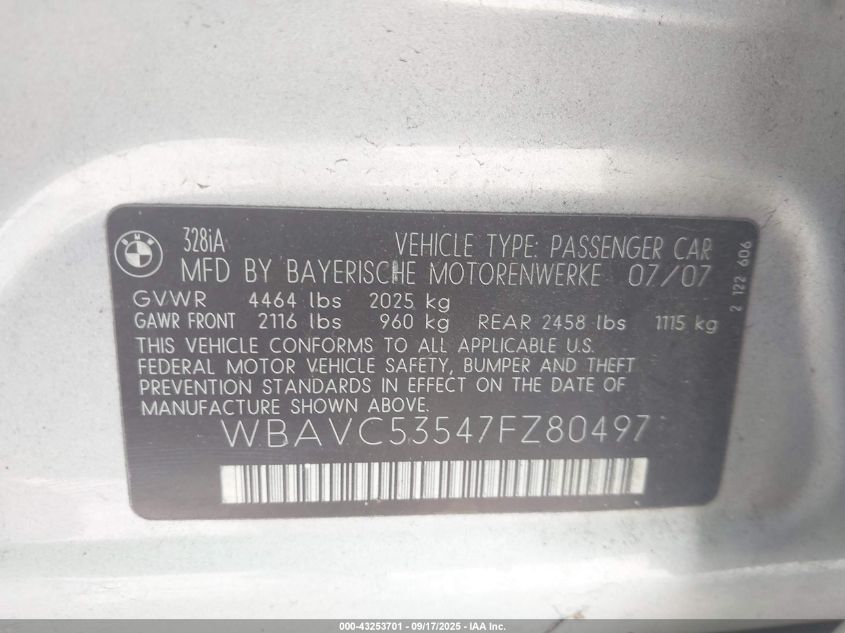 BMW
328iA
VEHICLE TYPE: PASSENGER CAR
MFD BY BAYERISCHE MOTORENWERKE 07/07
GVWR 4464 lbs 2025 kg
GAWR FRONT 2116 lbs 960 kg REAR 2458 lbs 1115 kg
THIS VEHICLE CONFORMS TO ALL APPLICABLE U.S.
FEDERAL MOTOR VEHICLE SAFETY, BUMPER AND THEFT
PREVENTION STANDARDS IN EFFECT ON THE DATE OF
MANUFACTURE SHOWN ABOVE.
WBAVC53547FZ80497
2 122 606
000-43253701 - 09/17/2025 - IAA Inc.